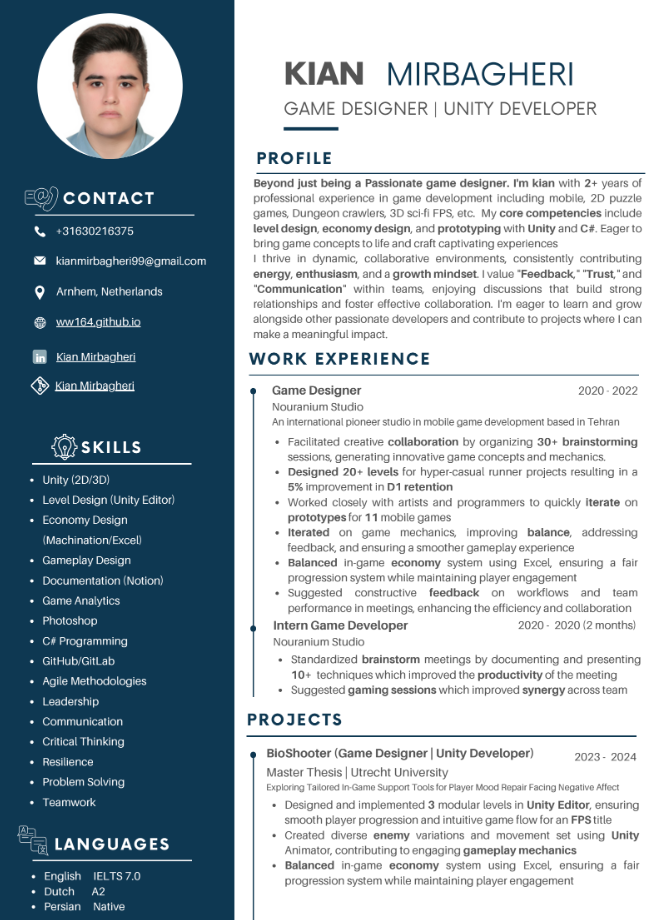 KIAN MIRBAGHERI
GAME DESIGNER | UNITY DEVELOPER
CONTACT
+31630216375
kianmirbagheri99@gmail.com
Arnhem, Netherlands
ww164.github.io
in Kian Mirbagheri
Kian Mirbagheri
SKILLS
• Unity (2D/3D)
• Level Design (Unity Editor)
• Economy Design
(Machination/Excel)
• Gameplay Design
• Documentation (Notion)
• Game Analytics
• Photoshop
• C# Programming
• GitHub/GitLab
• Agile Methodologies
• Leadership
• Communication
• Critical Thinking
• Resilience
• Problem Solving
• Teamwork
LANGUAGES
• English IELTS 7.0
• Dutch A2
• Persian Native
PROFILE
Beyond just being a Passionate game designer. I'm kian with 2+ years of
professional experience in game development including mobile, 2D puzzle
games, Dungeon crawlers, 3D sci-fi FPS, etc. My core competencies include
level design, economy design, and prototyping with Unity and C#. Eager to
bring game concepts to life and craft captivating experiences
I thrive in dynamic, collaborative environments, consistently contributing
energy, enthusiasm, and a growth mindset. I value "Feedback," "Trust," and
"Communication" within teams, enjoying discussions that build strong
relationships and foster effective collaboration. I'm eager to learn and grow
alongside other passionate developers and contribute to projects where I can
make a meaningful impact.
WORK EXPERIENCE
Game Designer 2020 - 2022
Nouranium Studio
An international pioneer studio in mobile game development based in Tehran
• Facilitated creative collaboration by organizing 30+ brainstorming
sessions, generating innovative game concepts and mechanics.
• Designed 20+ levels for hyper-casual runner projects resulting in a
5% improvement in D1 retention
• Worked closely with artists and programmers to quickly iterate on
prototypes for 11 mobile games
• Iterated on game mechanics, improving balance, addressing
feedback, and ensuring a smoother gameplay experience
• Balanced in-game economy system using Excel, ensuring a fair
progression system while maintaining player engagement
• Suggested constructive feedback on workflows and team
performance in meetings, enhancing the efficiency and collaboration
Intern Game Developer 2020 - 2020 (2 months)
Nouranium Studio
• Standardized brainstorm meetings by documenting and presenting
10+ techniques which improved the productivity of the meeting
• Suggested gaming sessions which improved synergy across team
PROJECTS
BioShooter (Game Designer | Unity Developer) 2023 - 2024
Master Thesis | Utrecht University
Exploring Tailored In-Game Support Tools for Player Mood Repair Facing Negative Affect
• Designed and implemented 3 modular levels in Unity Editor, ensuring
smooth player progression and intuitive game flow for an FPS title
• Created diverse enemy variations and movement set using Unity
Animator, contributing to engaging gameplay mechanics
• Balanced in-game economy system using Excel, ensuring a fair
progression system while maintaining player engagement